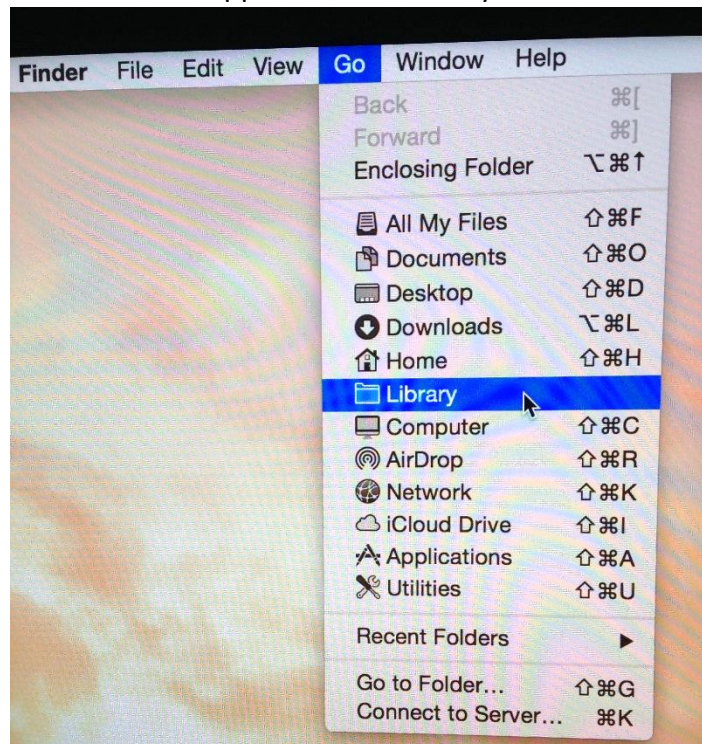 Finder File Edit View Go Window Help
Back ⌘[
Forward ⌘]
Enclosing Folder ⌥⌘↑
All My Files ⇧⌘F
Documents ⇧⌘O
Desktop ⇧⌘D
Downloads ⌥⌘L
Home ⇧⌘H
Library
Computer ⇧⌘C
AirDrop ⇧⌘R
Network ⇧⌘K
iCloud Drive ⇧⌘I
Applications ⇧⌘A
Utilities ⇧⌘U
Recent Folders ▶
Go to Folder... ⇧⌘G
Connect to Server... ⌘K